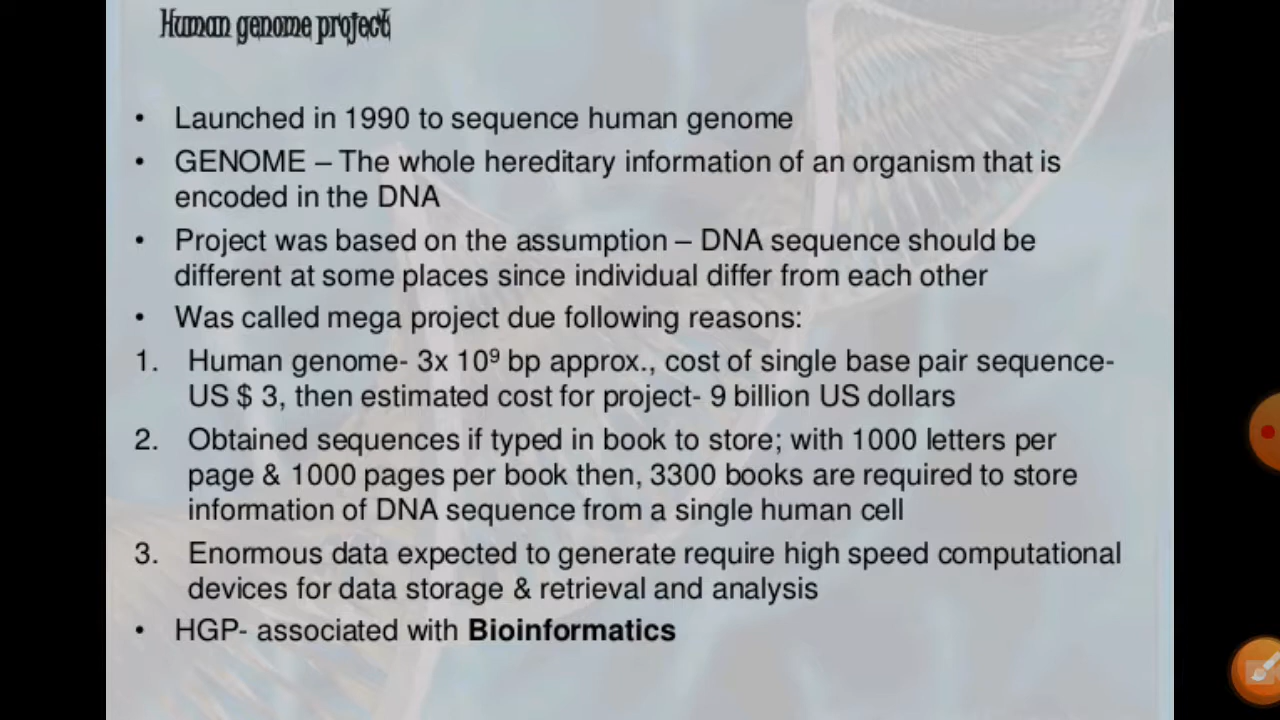 Human genome project
• Launched in 1990 to sequence human genome
• GENOME – The whole hereditary information of an organism that is
encoded in the DNA
• Project was based on the assumption – DNA sequence should be
different at some places since individual differ from each other
• Was called mega project due following reasons:
1. Human genome- 3x 10⁹ bp approx., cost of single base pair sequence-
US $ 3, then estimated cost for project- 9 billion US dollars
2. Obtained sequences if typed in book to store; with 1000 letters per
page & 1000 pages per book then, 3300 books are required to store
information of DNA sequence from a single human cell
3. Enormous data expected to generate require high speed computational
devices for data storage & retrieval and analysis
• HGP- associated with Bioinformatics